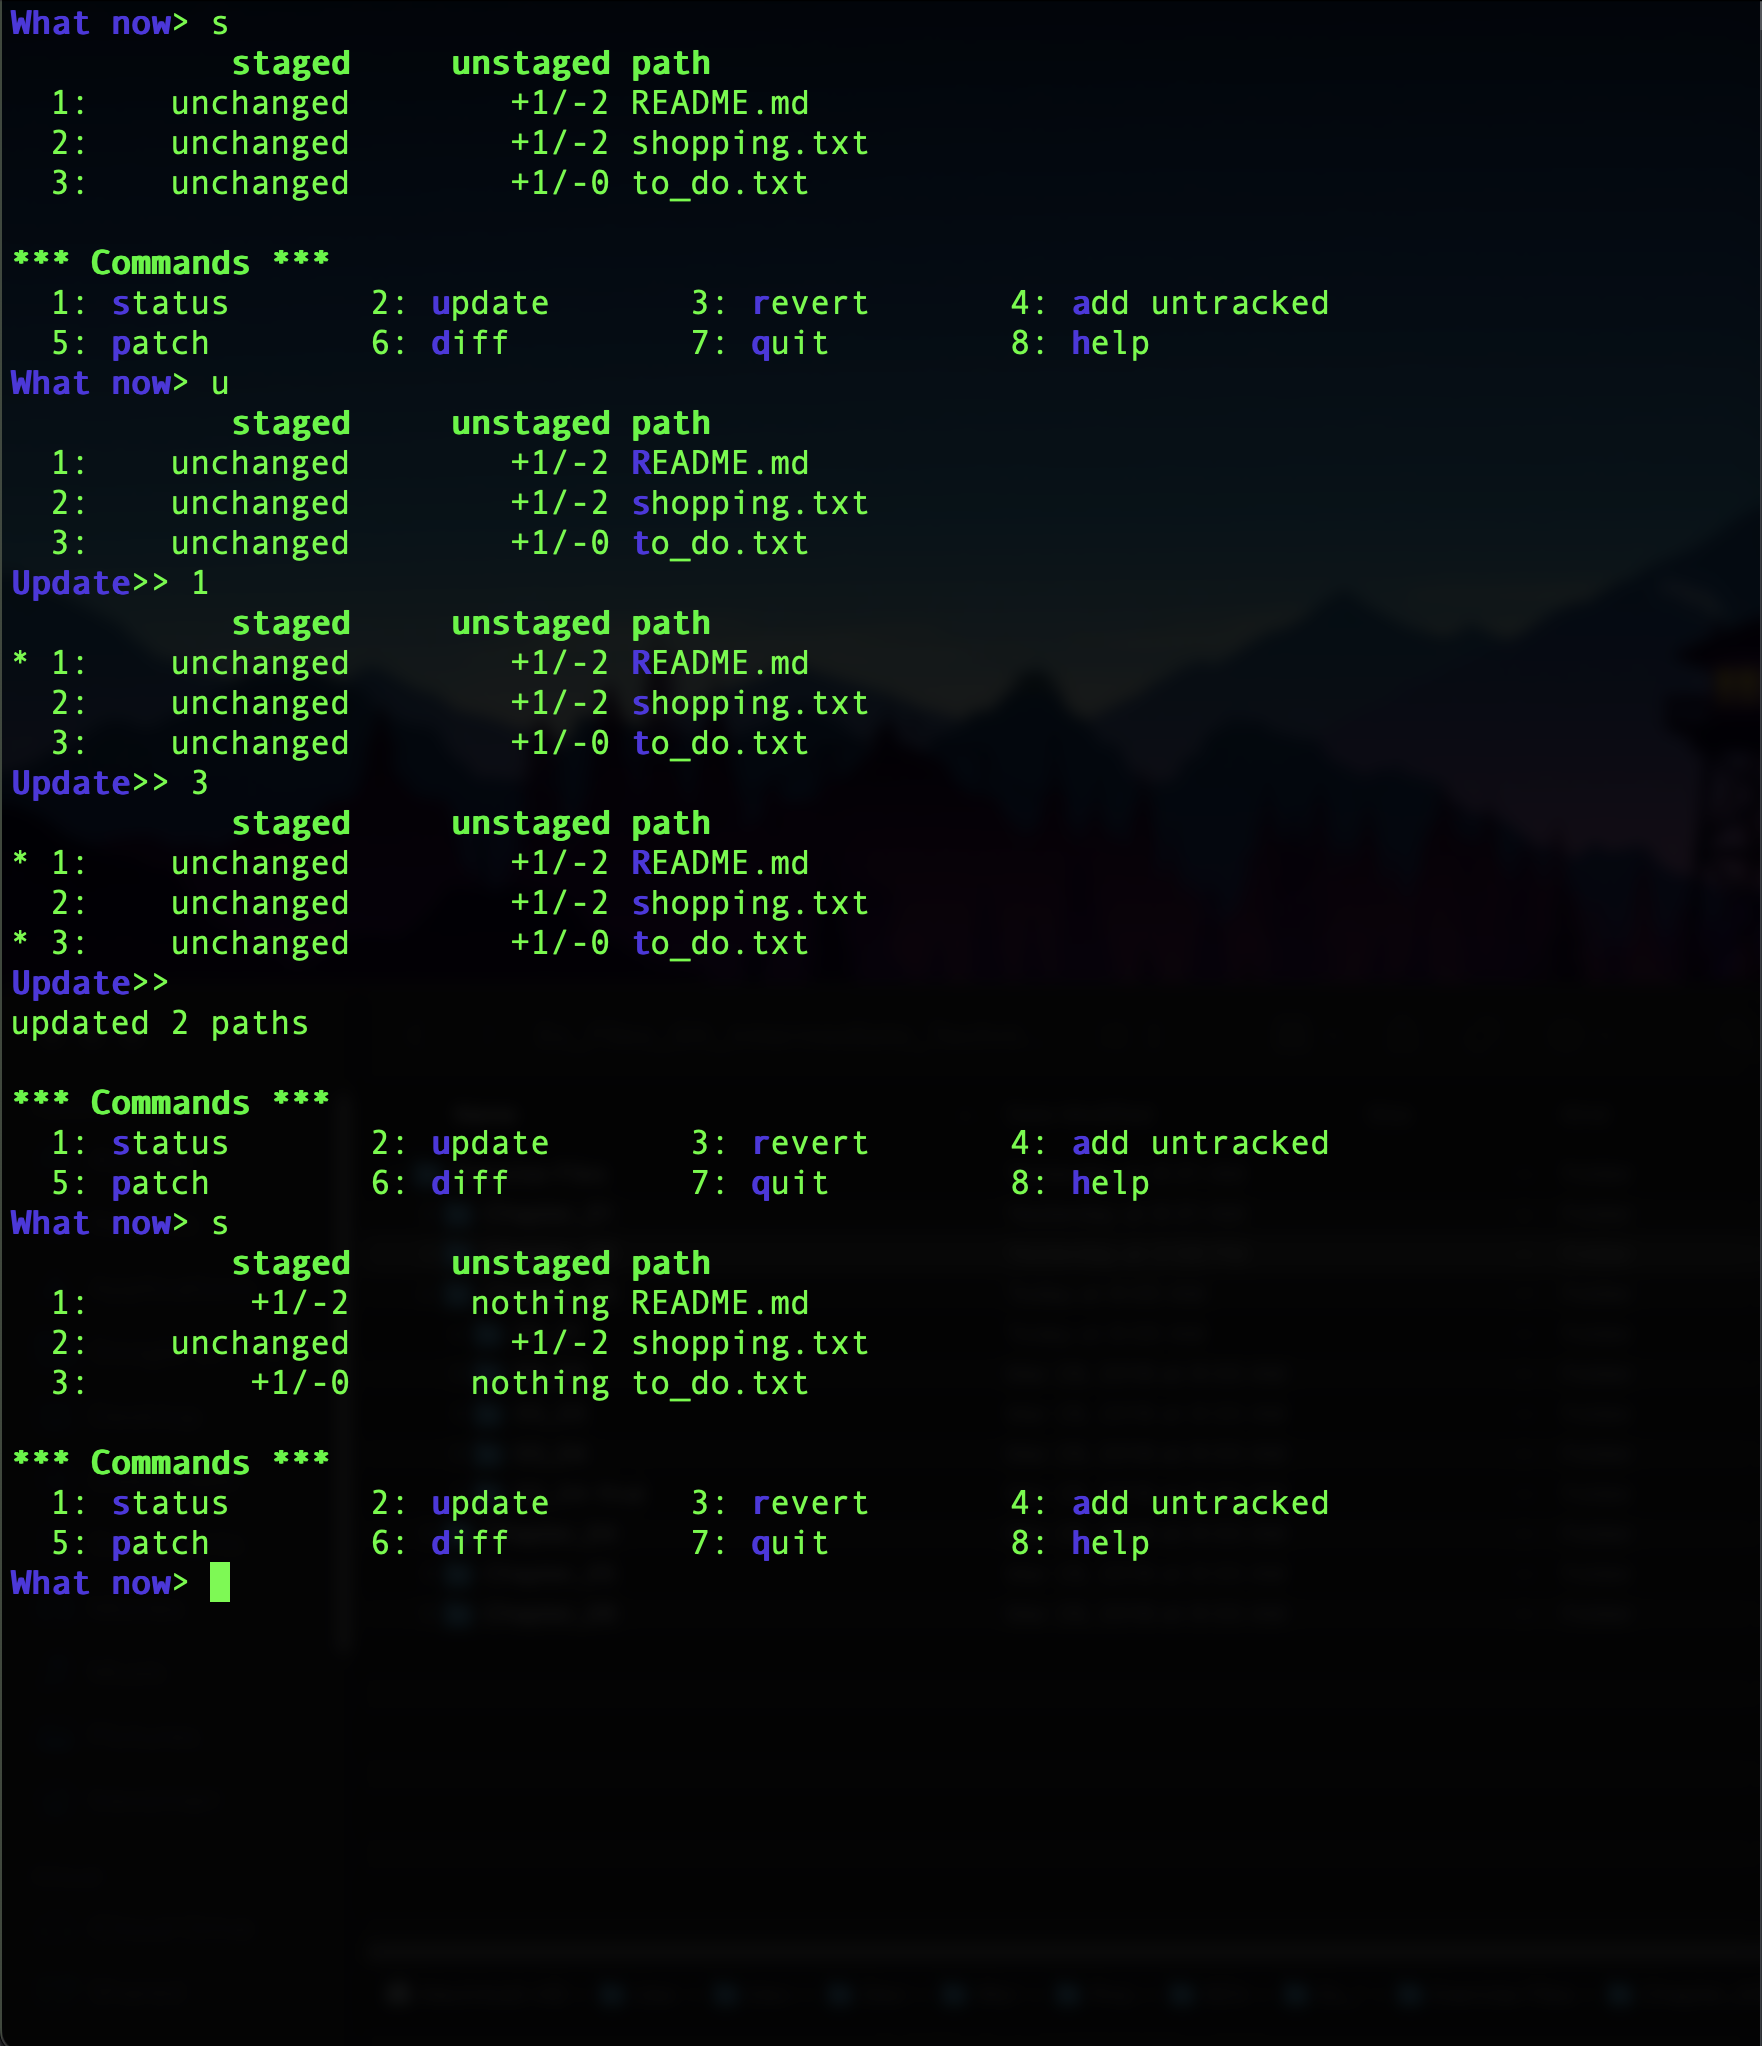 What now> s
           staged     unstaged path
  1:    unchanged        +1/-2 README.md
  2:    unchanged        +1/-2 shopping.txt
  3:    unchanged        +1/-0 to_do.txt

*** Commands ***
  1: status       2: update       3: revert       4: add untracked
  5: patch        6: diff         7: quit         8: help
What now> u
           staged     unstaged path
  1:    unchanged        +1/-2 README.md
  2:    unchanged        +1/-2 shopping.txt
  3:    unchanged        +1/-0 to_do.txt
Update>> 1
           staged     unstaged path
* 1:    unchanged        +1/-2 README.md
  2:    unchanged        +1/-2 shopping.txt
  3:    unchanged        +1/-0 to_do.txt
Update>> 3
           staged     unstaged path
* 1:    unchanged        +1/-2 README.md
  2:    unchanged        +1/-2 shopping.txt
* 3:    unchanged        +1/-0 to_do.txt
Update>>
updated 2 paths

*** Commands ***
  1: status       2: update       3: revert       4: add untracked
  5: patch        6: diff         7: quit         8: help
What now> s
           staged     unstaged path
  1:        +1/-2      nothing README.md
  2:    unchanged        +1/-2 shopping.txt
  3:        +1/-0      nothing to_do.txt

*** Commands ***
  1: status       2: update       3: revert       4: add untracked
  5: patch        6: diff         7: quit         8: help
What now>